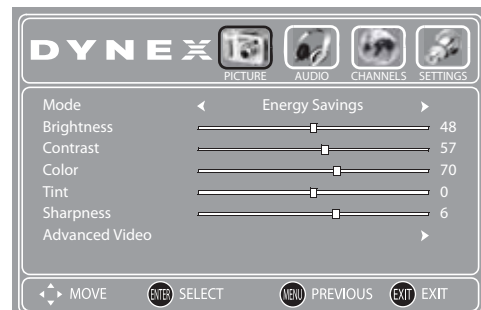 DYNEX
PICTURE AUDIO CHANNELS SETTINGS
Mode Energy Savings
Brightness 48
Contrast 57
Color 70
Tint 0
Sharpness 6
Advanced Video
MOVE ENTER SELECT MENU PREVIOUS EXIT EXIT